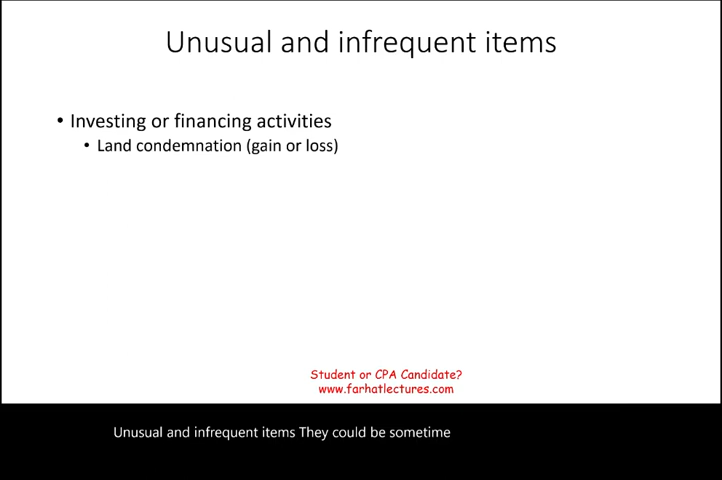 Unusual and infrequent items
• Investing or financing activities
• Land condemnation (gain or loss)
Student or CPA Candidate?
www.farhatlectures.com
Unusual and infrequent items They could be sometime